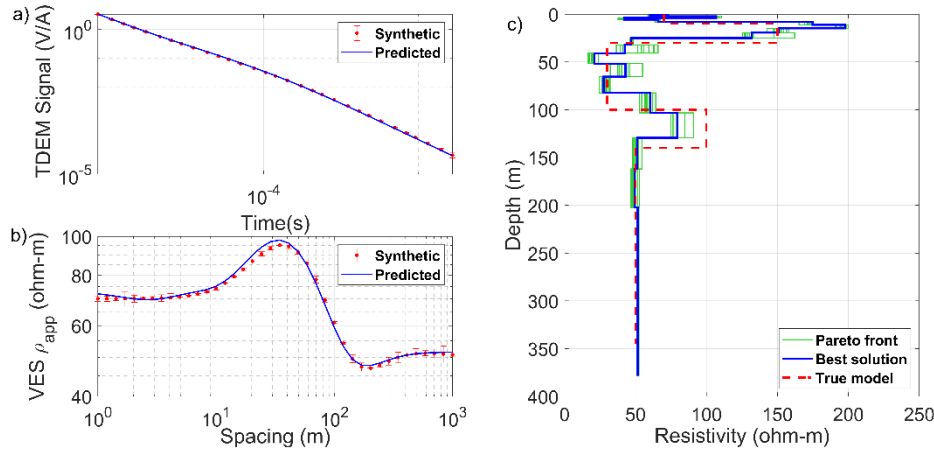 a)
TDEM Signal (V/A)
10^0
10^-5
Synthetic
Predicted
10^-4
Time(s)
b)
VES ρapp (ohm-m)
100
80
60
40
Synthetic
Predicted
10^0 10^1 10^2 10^3
Spacing (m)
c)
Depth (m)
0
50
100
150
200
250
300
350
400
Pareto front
Best solution
True model
0 50 100 150 200 250
Resistivity (ohm-m)